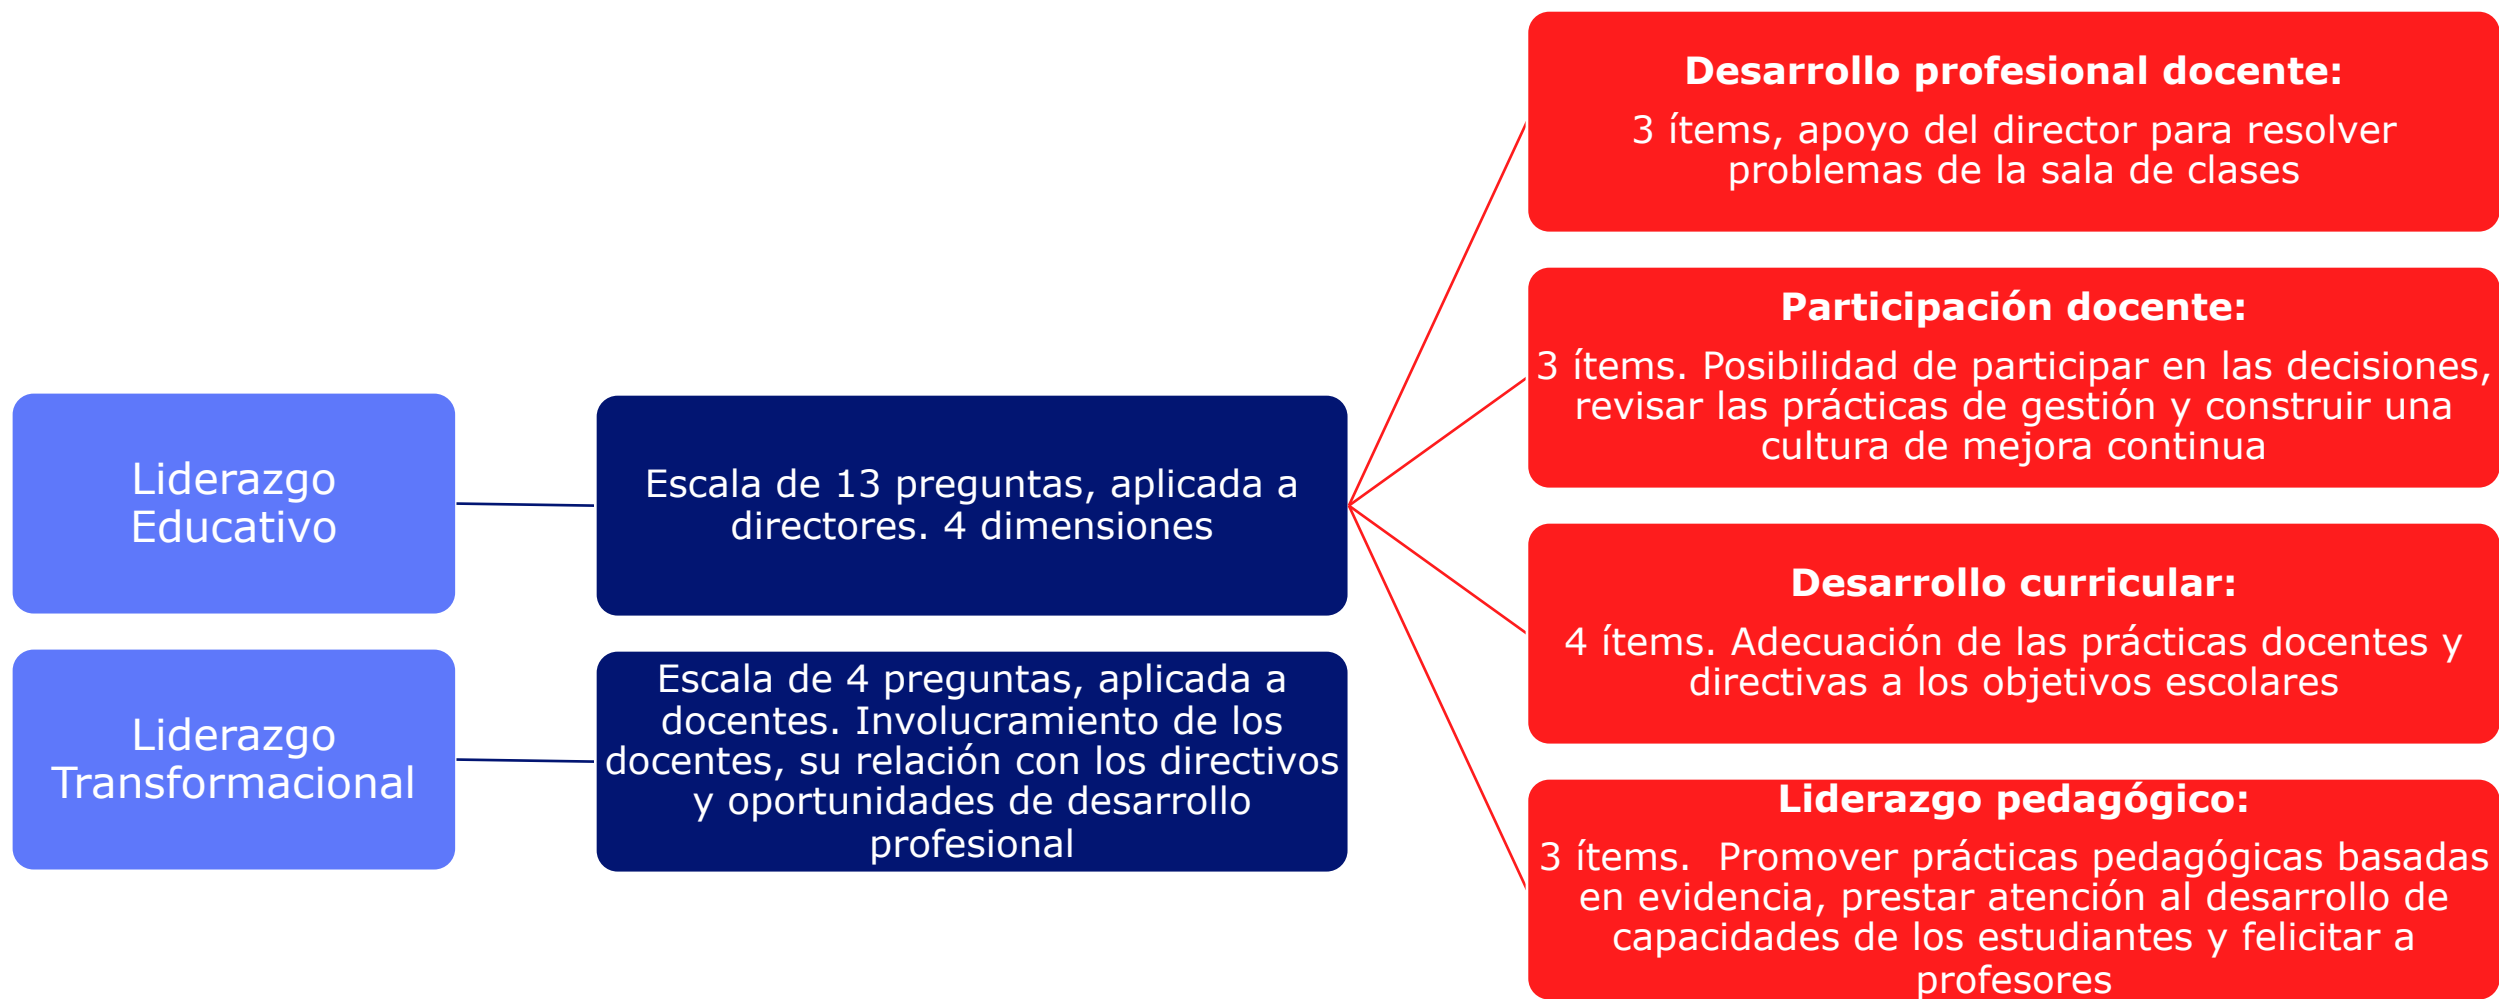 Liderazgo
Educativo
Escala de 13 preguntas, aplicada a
directores. 4 dimensiones
Desarrollo profesional docente:
3 ítems, apoyo del director para resolver
problemas de la sala de clases
Participación docente:
3 ítems. Posibilidad de participar en las decisiones,
revisar las prácticas de gestión y construir una
cultura de mejora continua
Desarrollo curricular:
4 ítems. Adecuación de las prácticas docentes y
directivas a los objetivos escolares
Liderazgo pedagógico:
3 ítems.  Promover prácticas pedagógicas basadas
en evidencia, prestar atención al desarrollo de
capacidades de los estudiantes y felicitar a
profesores
Liderazgo
Transformacional
Escala de 4 preguntas, aplicada a
docentes. Involucramiento de los
docentes, su relación con los directivos
y oportunidades de desarrollo
profesional